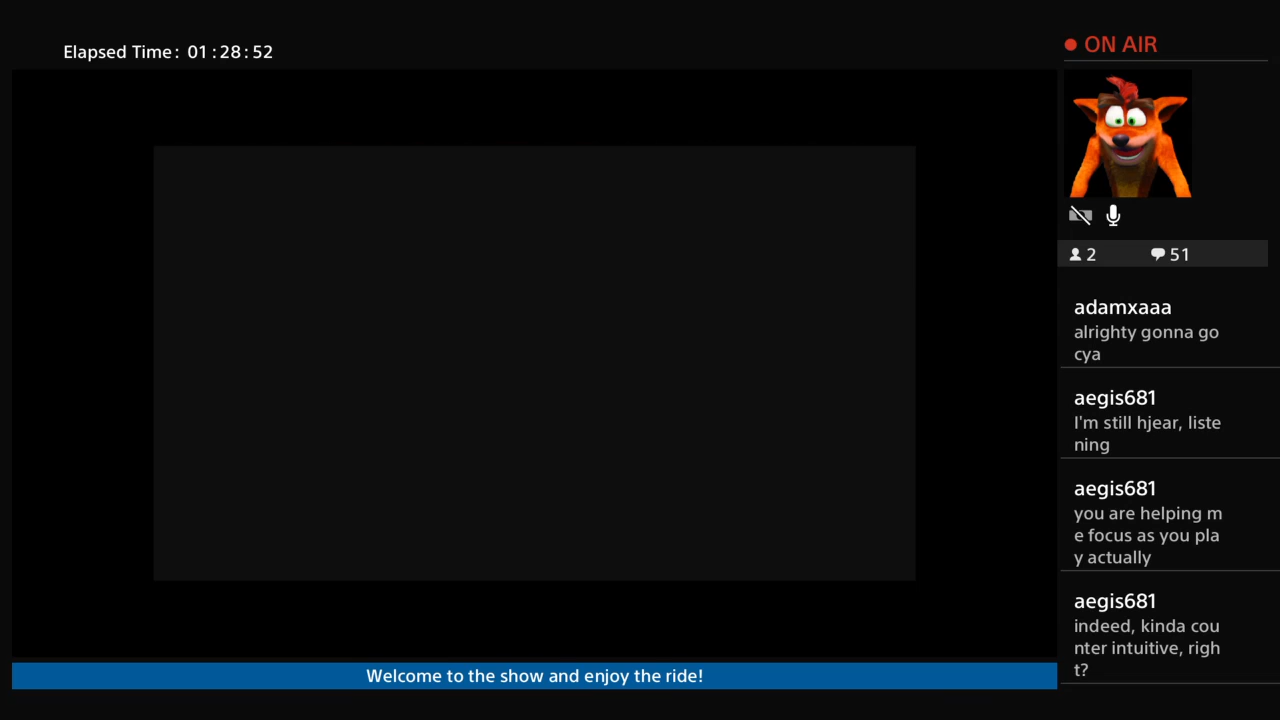 Elapsed Time: 01:28:52
ON AIR
2 51
adamxaaa
alrighty gonna go
cya
aegis681
I'm still hjear, liste
ning
aegis681
you are helping m
e focus as you pla
y actually
aegis681
indeed, kinda cou
nter intuitive, righ
t?
Welcome to the show and enjoy the ride!